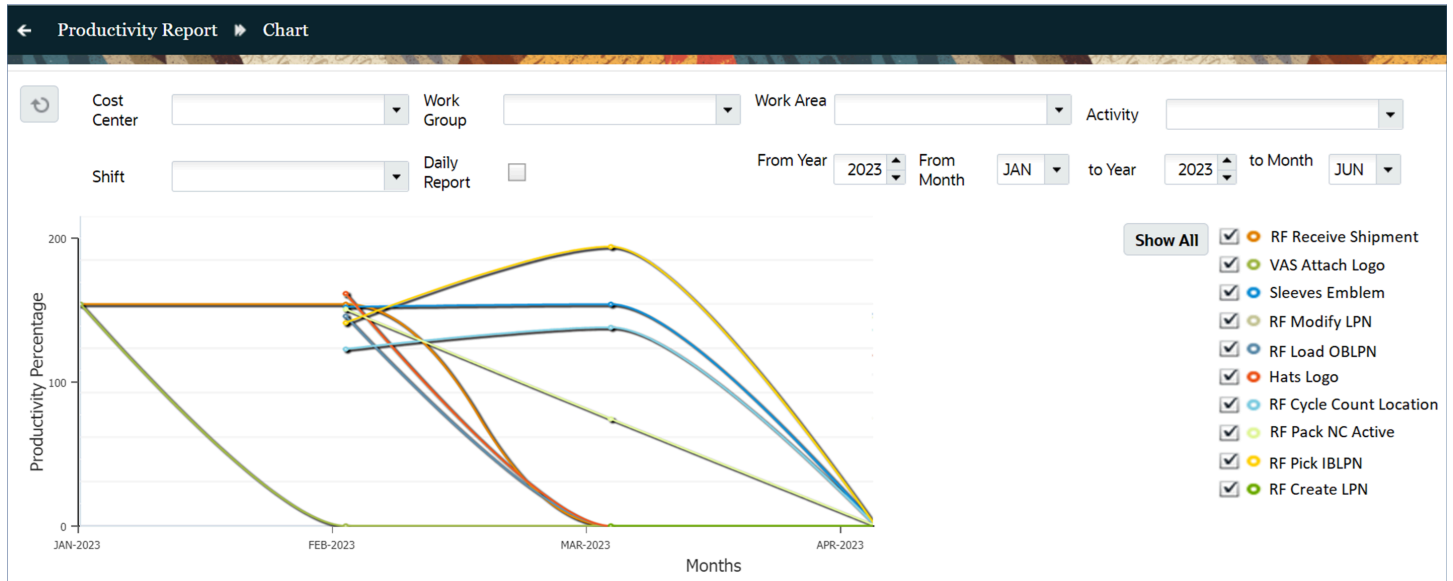 Productivity Report Chart
Cost
Center
Work
Group
Work Area
Activity
Shift
Daily
Report
From Year
2023
From
Month
JAN
to Year
2023
to Month
JUN
Show All
RF Receive Shipment
VAS Attach Logo
Sleeves Emblem
RF Modify LPN
RF Load OBLPN
Hats Logo
RF Cycle Count Location
RF Pack NC Active
RF Pick IBLPN
RF Create LPN
Productivity Percentage
200
100
0
JAN-2023
FEB-2023
MAR-2023
APR-2023
Months